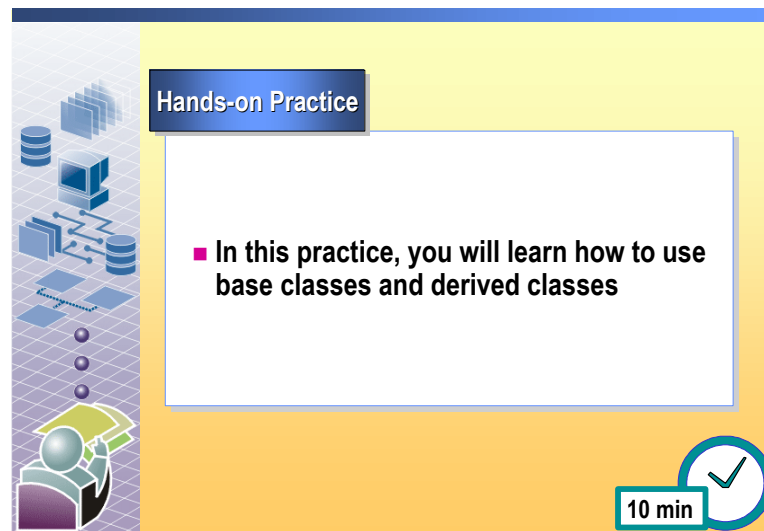 Hands-on Practice
■ In this practice, you will learn how to use
base classes and derived classes
10 min